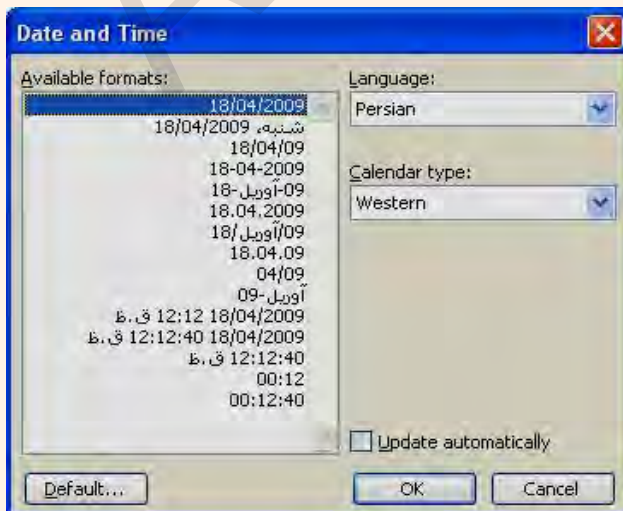 Date and Time
Available formats:
18/04/2009
شنبه، 18/04/2009
18/04/09
18-04-2009
18-آوریل-09
18.04.2009
18/آوریل/09
18.04.09
04/09
آوریل-09
18/04/2009 12:12 ق.ظ
18/04/2009 12:12:40 ق.ظ
12:12:40 ق.ظ
00:12
00:12:40
Language:
Persian
Calendar type:
Western
Update automatically
Default...
OK
Cancel